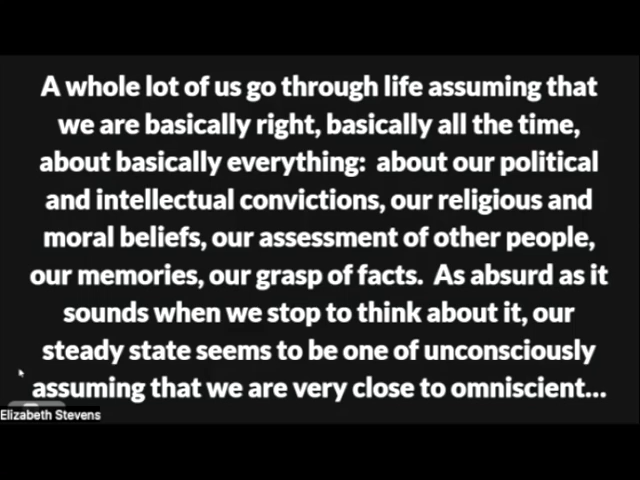 A whole lot of us go through life assuming that
we are basically right, basically all the time,
about basically everything:  about our political
and intellectual convictions, our religious and
moral beliefs, our assessment of other people,
our memories, our grasp of facts.  As absurd as it
sounds when we stop to think about it, our
steady state seems to be one of unconsciously
assuming that we are very close to omniscient...
Elizabeth Stevens